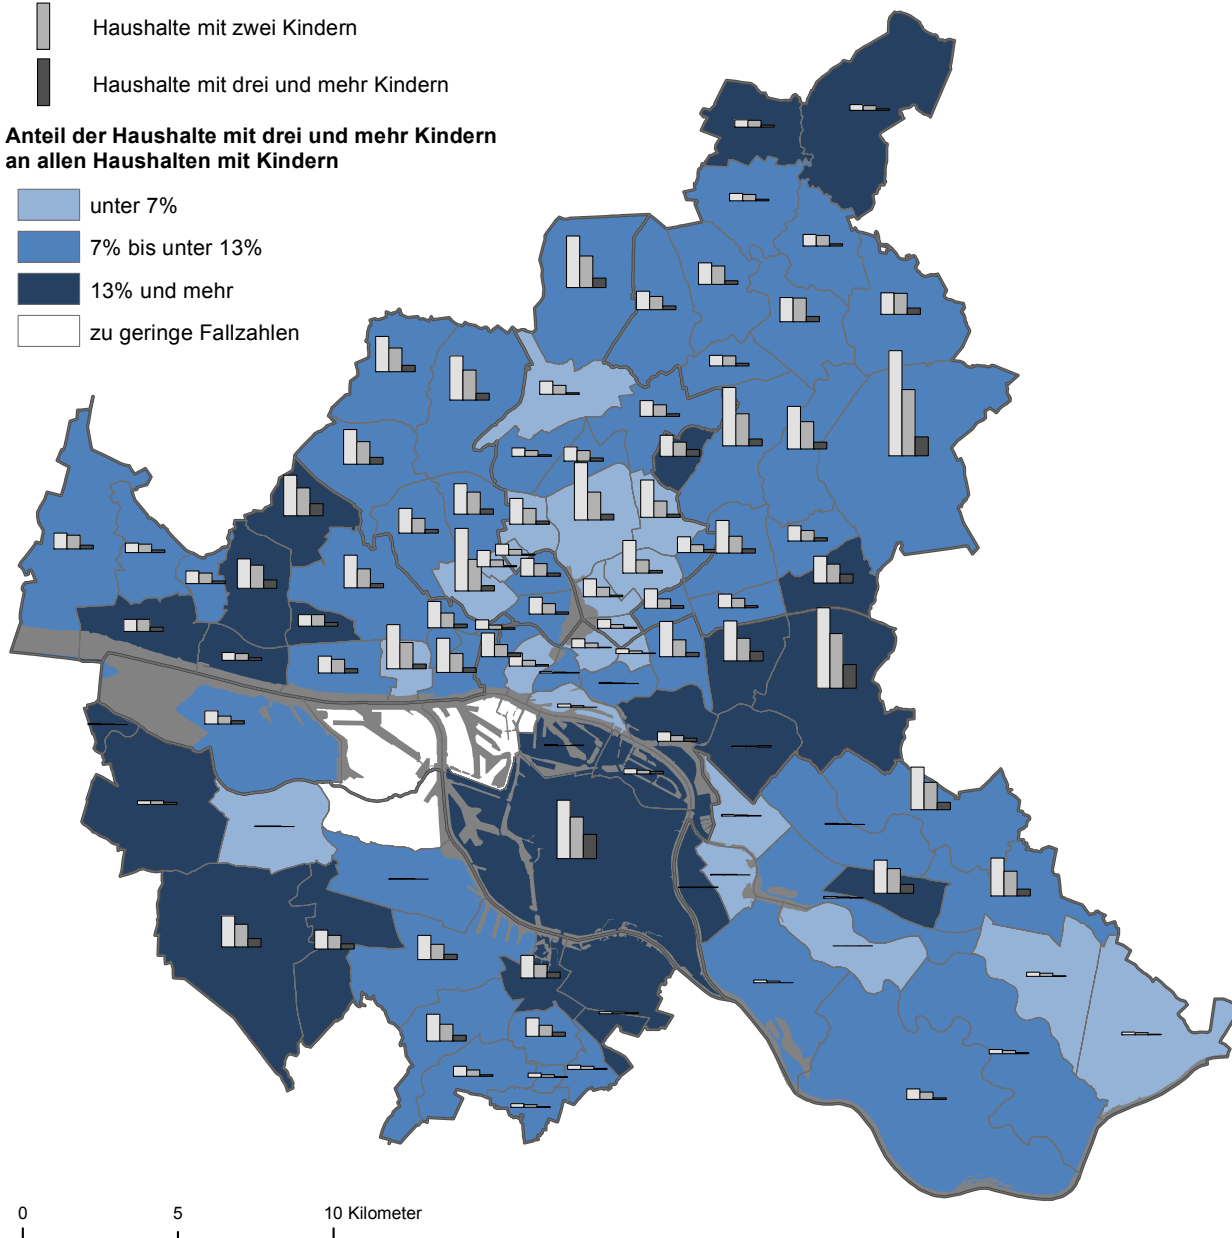 Haushalte mit zwei Kindern
Haushalte mit drei und mehr Kindern
Anteil der Haushalte mit drei und mehr Kindern
an allen Haushalten mit Kindern
unter 7%
7% bis unter 13%
13% und mehr
zu geringe Fallzahlen
0 5 10 Kilometer